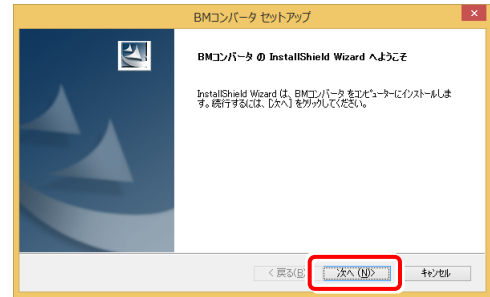 BMコンバータ セットアップ
×
BMコンバータ の InstallShield Wizard へようこそ
InstallShield Wizard は、BMコンバータ をコンピューターにインストールしま
す。続行するには、[次へ] をクリックしてください。
< 戻る(B)
次へ (N)>
キャンセル